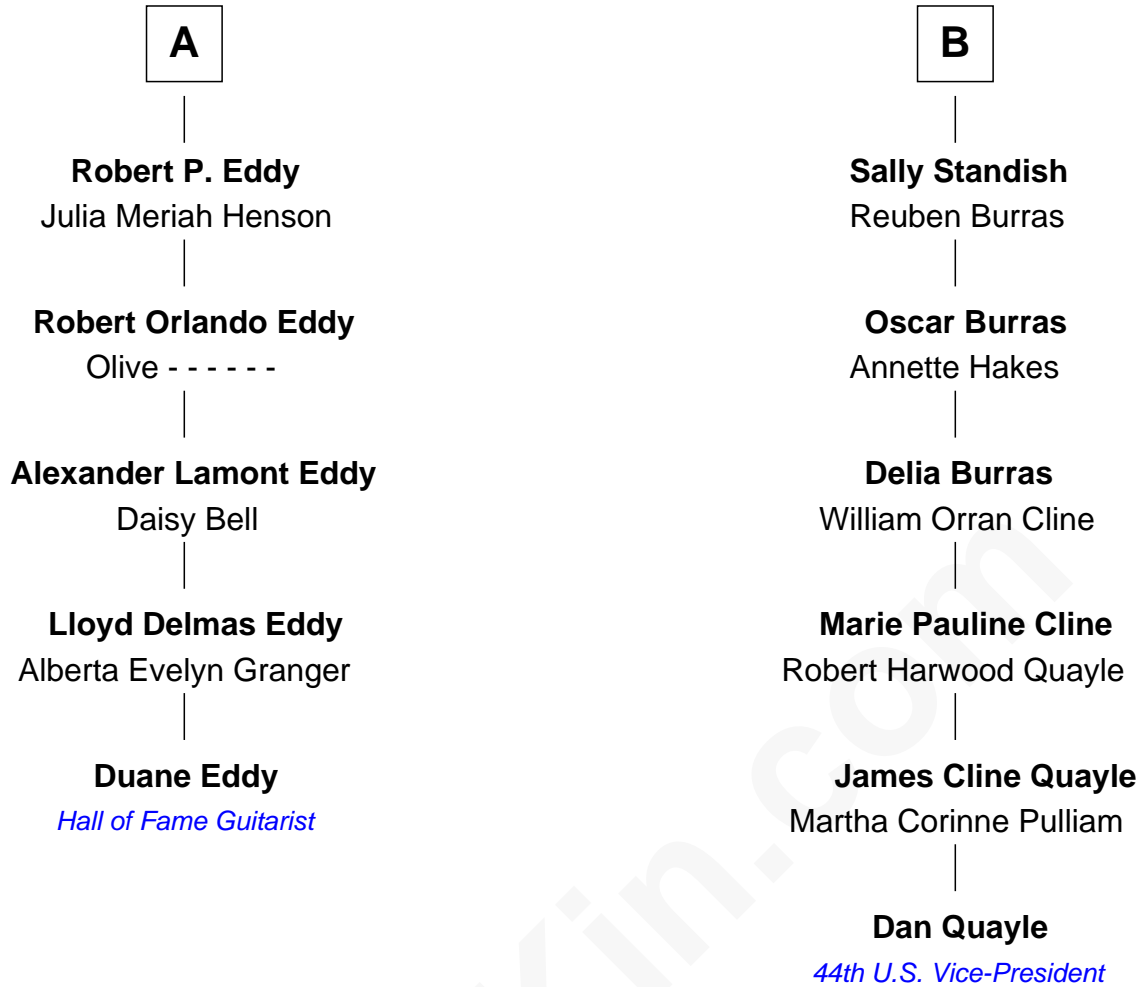 A
Robert P. Eddy
Julia Meriah Henson
Robert Orlando Eddy
Olive - - - - - -
Alexander Lamont Eddy
Daisy Bell
Lloyd Delmas Eddy
Alberta Evelyn Granger
Duane Eddy
Hall of Fame Guitarist
B
Sally Standish
Reuben Burras
Oscar Burras
Annette Hakes
Delia Burras
William Orran Cline
Marie Pauline Cline
Robert Harwood Quayle
James Cline Quayle
Martha Corinne Pulliam
Dan Quayle
44th U.S. Vice-President